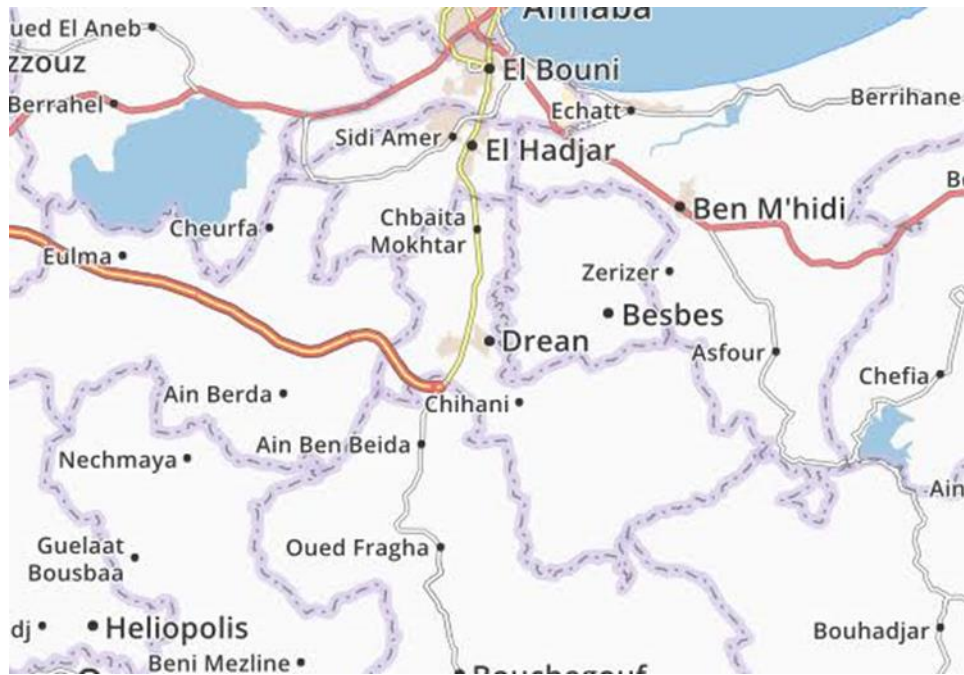 Annaba
ued El Aneb
zzouz
El Bouni
Berrahel
Echatt
Berrihane
Sidi Amer
El Hadjar
Be
Ben M'hidi
Chbaita
Mokhtar
Cheurfa
Eulma
Zerizer
Besbes
Drean
Asfour
Chefia
Ain Berda
Chihani
Ain Ben Beida
Nechmaya
Ain
Guelaat
Bousbaa
Oued Fragha
dj
Heliopolis
Bouhadjar
Beni Mezline
Bouchegouf